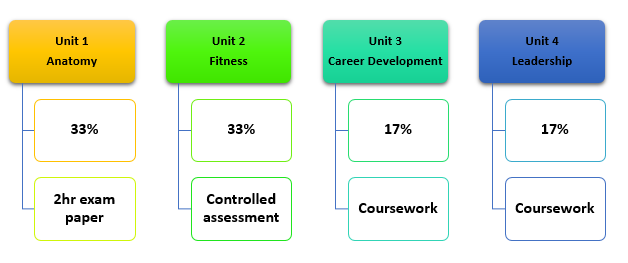 Unit 1
Anatomy
33%
2hr exam
paper
Unit 2
Fitness
33%
Controlled
assessment
Unit 3
Career Development
17%
Coursework
Unit 4
Leadership
17%
Coursework